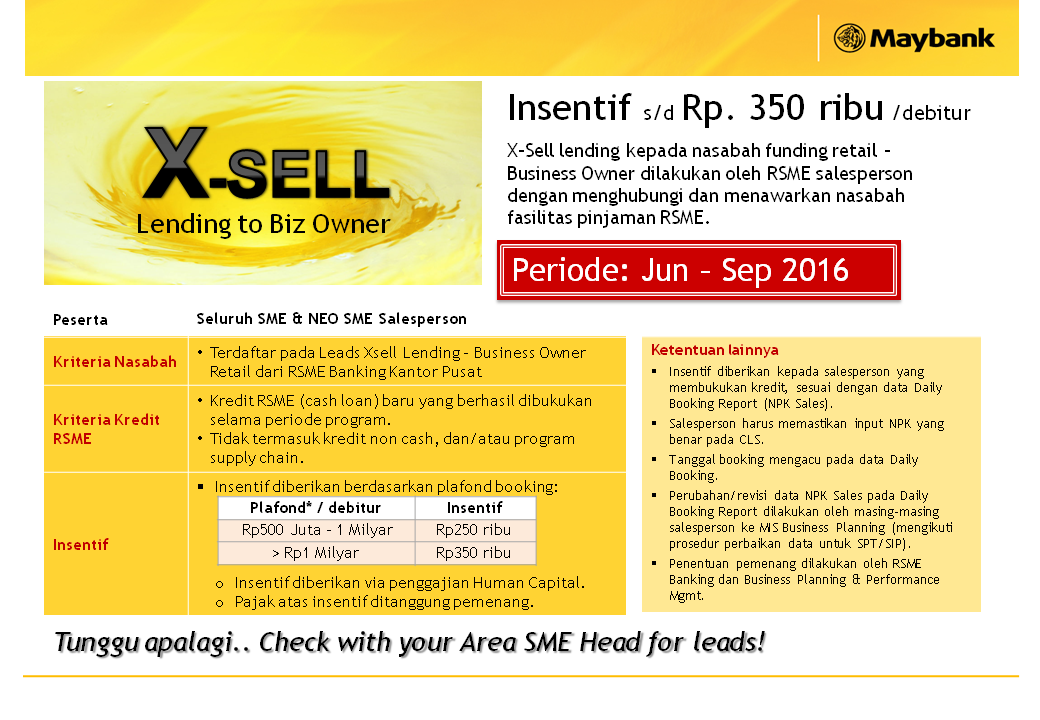 Maybank
X-SELL
Lending to Biz Owner
Insentif s/d Rp. 350 ribu /debitur
X-Sell lending kepada nasabah funding retail –
Business Owner dilakukan oleh RSME salesperson
dengan menghubungi dan menawarkan nasabah
fasilitas pinjaman RSME.
Periode: Jun – Sep 2016
Peserta
Seluruh SME & NEO SME Salesperson
Kriteria Nasabah
• Terdaftar pada Leads Xsell Lending – Business Owner
Retail dari RSME Banking Kantor Pusat
Kriteria Kredit
RSME
• Kredit RSME (cash loan) baru yang berhasil dibukukan
selama periode program.
• Tidak termasuk kredit non cash, dan/atau program
supply chain.
Insentif
▪ Insentif diberikan berdasarkan plafond booking:
Plafond* / debitur Insentif
Rp500 Juta – 1 Milyar Rp250 ribu
> Rp1 Milyar Rp350 ribu
o Insentif diberikan via penggajian Human Capital.
o Pajak atas insentif ditanggung pemenang.
Ketentuan lainnya
▪ Insentif diberikan kepada salesperson yang
membukukan kredit, sesuai dengan data Daily
Booking Report (NPK Sales).
▪ Salesperson harus memastikan input NPK yang
benar pada CLS.
▪ Tanggal booking mengacu pada data Daily
Booking.
▪ Perubahan/revisi data NPK Sales pada Daily
Booking Report dilakukan oleh masing-masing
salesperson ke MIS Business Planning (mengikuti
prosedur perbaikan data untuk SPT/SIP).
▪ Penentuan pemenang dilakukan oleh RSME
Banking dan Business Planning & Performance
Mgmt.
Tunggu apalagi.. Check with your Area SME Head for leads!